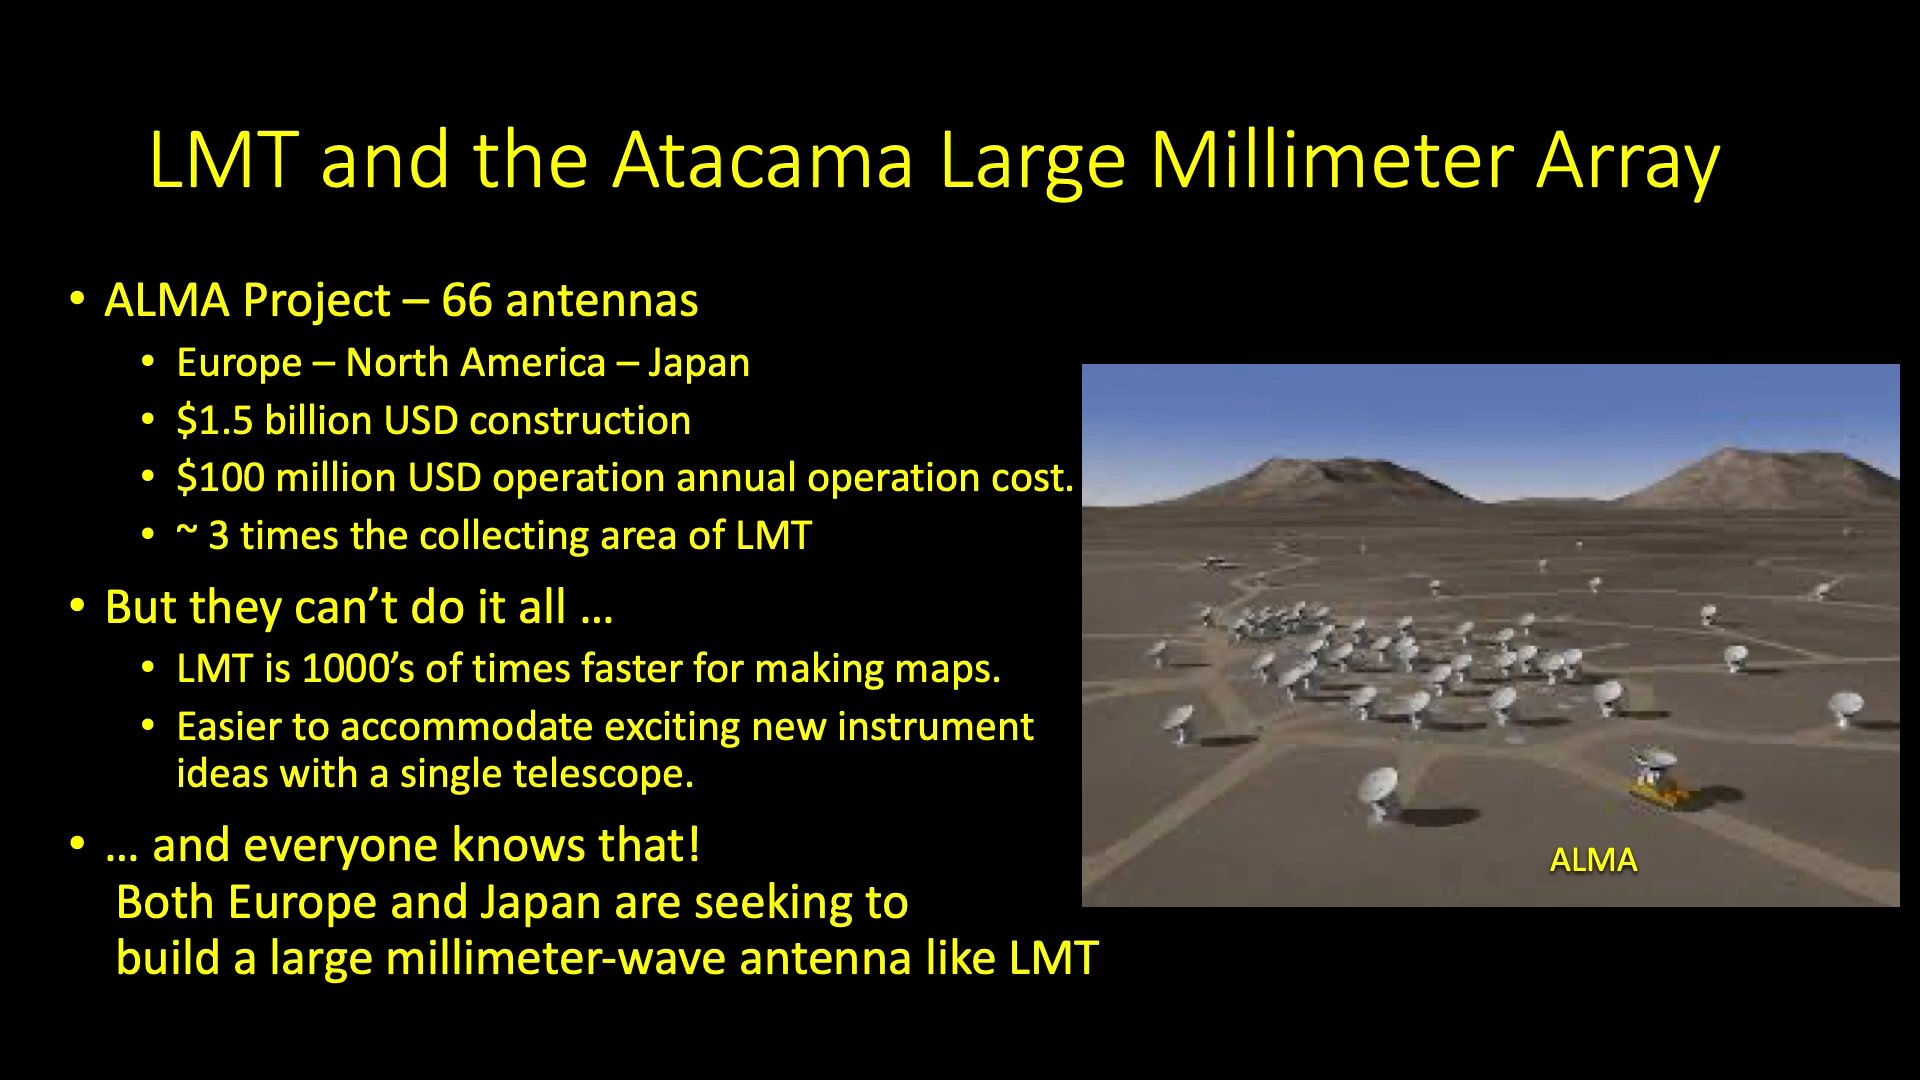 LMT and the Atacama Large Millimeter Array
• ALMA Project – 66 antennas
• Europe – North America – Japan
• $1.5 billion USD construction
• $100 million USD operation annual operation cost.
• ~ 3 times the collecting area of LMT
• But they can’t do it all …
• LMT is 1000’s of times faster for making maps.
• Easier to accommodate exciting new instrument
ideas with a single telescope.
• … and everyone knows that!
Both Europe and Japan are seeking to
build a large millimeter-wave antenna like LMT
ALMA